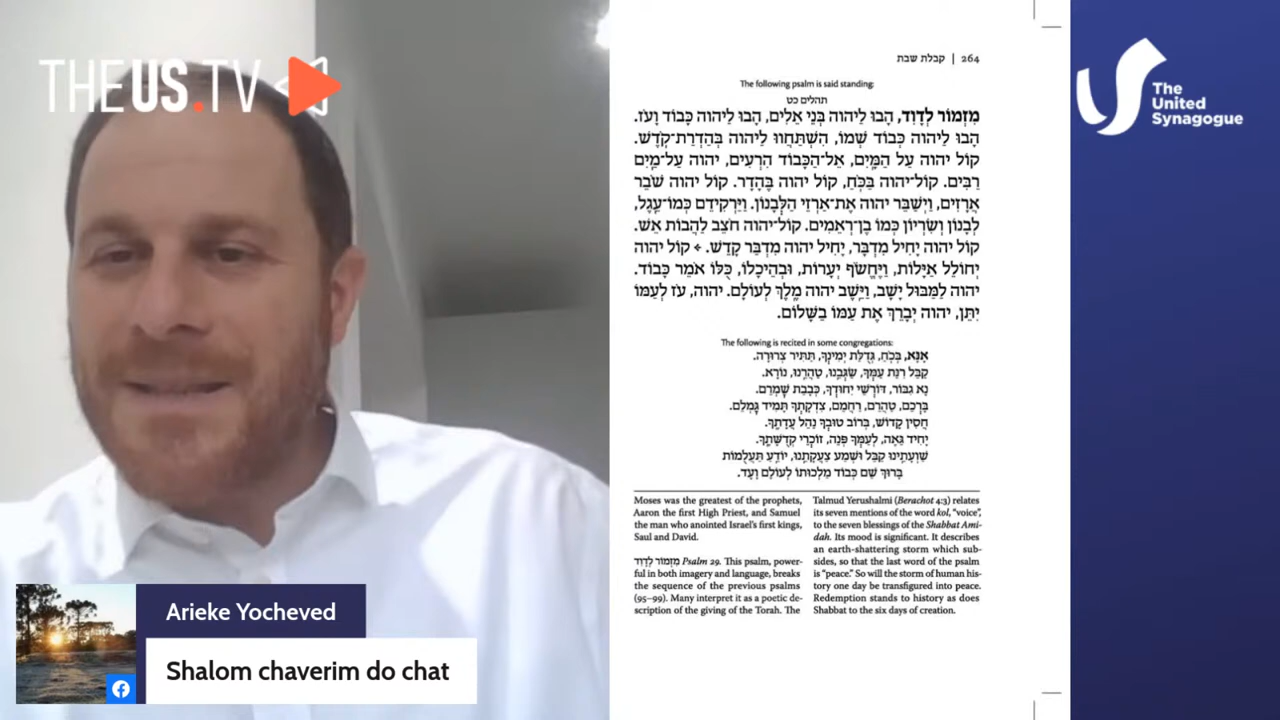 THEUS.TV
264 | קבלת שבת
The following psalm is said standing:
תהלים כט
מִזְמוֹר לְדָוִד, הָבוּ לַיהוה בְּנֵי אֵלִים, הָבוּ לַיהוה כָּבוֹד וָעֹז.
הָבוּ לַיהוה כְּבוֹד שְׁמוֹ, הִשְׁתַּחֲווּ לַיהוה בְּהַדְרַת־קֹדֶשׁ.
קוֹל יהוה עַל הַמָּיִם, אֵל־הַכָּבוֹד הִרְעִים, יהוה עַל־מַיִם
רַבִּים. קוֹל־יהוה בַּכֹּחַ, קוֹל יהוה בֶּהָדָר. קוֹל יהוה שֹׁבֵר
אֲרָזִים, וַיְשַׁבֵּר יהוה אֶת־אַרְזֵי הַלְּבָנוֹן. וַיַּרְקִידֵם כְּמוֹ־עֵגֶל,
לְבָנוֹן וְשִׂרְיוֹן כְּמוֹ בֶן־רְאֵמִים. קוֹל־יהוה חֹצֵב לַהֲבוֹת אֵשׁ.
קוֹל יהוה יָחִיל מִדְבָּר, יָחִיל יהוה מִדְבַּר קָדֵשׁ. ❖ קוֹל יהוה
יְחוֹלֵל אַיָּלוֹת, וַיֶּחֱשֹׂף יְעָרוֹת, וּבְהֵיכָלוֹ, כֻּלּוֹ אֹמֵר כָּבוֹד.
יהוה לַמַּבּוּל יָשָׁב, וַיֵּשֶׁב יהוה מֶלֶךְ לְעוֹלָם. יהוה, עֹז לְעַמּוֹ
יִתֵּן, יהוה יְבָרֵךְ אֶת עַמּוֹ בַשָּׁלוֹם.
The following is recited in some congregations:
אָנָּא, בְּכֹחַ, גְּדֻלַּת יְמִינְךָ, תַּתִּיר צְרוּרָה.
קַבֵּל רִנַּת עַמְּךָ, שַׂגְּבֵנוּ, טַהֲרֵנוּ, נוֹרָא.
נָא גִבּוֹר, דּוֹרְשֵׁי יִחוּדְךָ, כְּבָבַת שָׁמְרֵם.
בָּרְכֵם, טַהֲרֵם, רַחֲמֵם, צִדְקָתְךָ תָּמִיד גָּמְלֵם.
חֲסִין קָדוֹשׁ, בְּרוֹב טוּבְךָ נַהֵל עֲדָתֶךָ.
יָחִיד גֵּאֶה, לְעַמְּךָ פְּנֵה, זוֹכְרֵי קְדֻשָּׁתֶךָ.
שַׁוְעָתֵינוּ קַבֵּל וּשְׁמַע צַעֲקָתֵנוּ, יוֹדֵעַ תַּעֲלֻמוֹת
בָּרוּךְ שֵׁם כְּבוֹד מַלְכוּתוֹ לְעוֹלָם וָעֶד.
Moses was the greatest of the prophets,
Aaron the first High Priest, and Samuel
the man who anointed Israel's first kings,
Saul and David.
מִזְמוֹר לְדָוִד Psalm 29. This psalm, power-
ful in both imagery and language, breaks
the sequence of the previous psalms
(95–99). Many interpret it as a poetic de-
scription of the giving of the Torah. The
Talmud Yerushalmi (Berachot 4:3) relates
its seven mentions of the word kol, "voice",
to the seven blessings of the Shabbat Ami-
dah. Its mood is significant. It describes
an earth-shattering storm which sub-
sides, so that the last word of the psalm
is "peace." So will the storm of human his-
tory one day be transfigured into peace.
Redemption stands to history as does
Shabbat to the six days of creation.
The
United
Synagogue
Arieke Yocheved
Shalom chaverim do chat